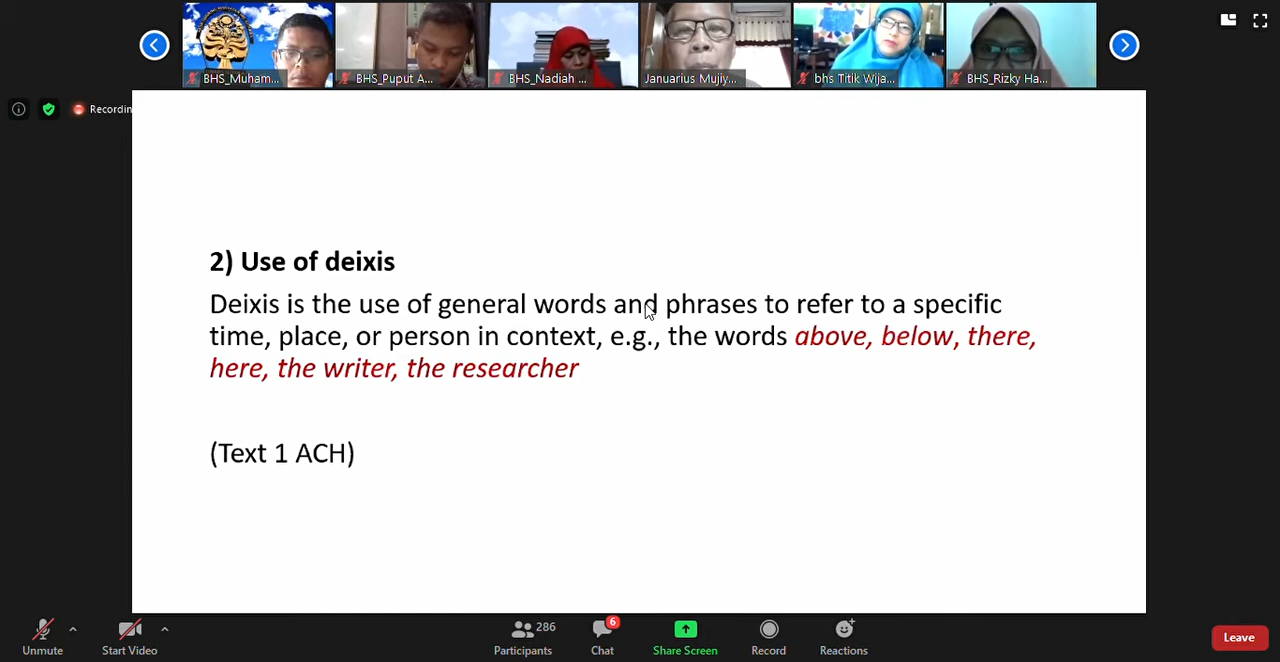 BHS_Muham...
BHS_Puput A...
BHS_Nadiah ...
Januarius Mujiy...
bhs Titik Wija...
BHS_Rizky Ha...
Recordin
2) Use of deixis
Deixis is the use of general words and phrases to refer to a specific
time, place, or person in context, e.g., the words above, below, there,
here, the writer, the researcher
(Text 1 ACH)
Unmute
Start Video
286
Participants
6
Chat
Share Screen
Record
Reactions
Leave